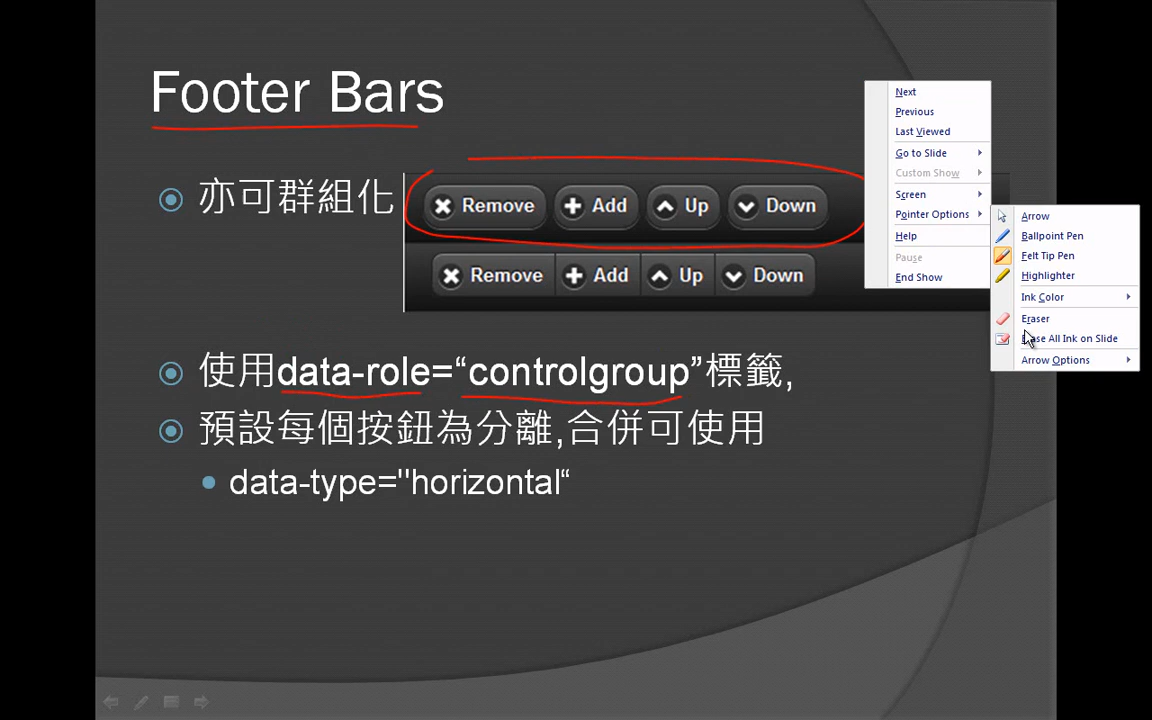 Footer Bars
亦可群組化
Remove Add Up Down
Remove Add Up Down
使用data-role=“controlgroup”標籤,
預設每個按鈕為分離,合併可使用
data-type="horizontal“
Next
Previous
Last Viewed
Go to Slide
Custom Show
Screen
Pointer Options
Help
Pause
End Show
Arrow
Ballpoint Pen
Felt Tip Pen
Highlighter
Ink Color
Eraser
All Ink on Slide
Arrow Options